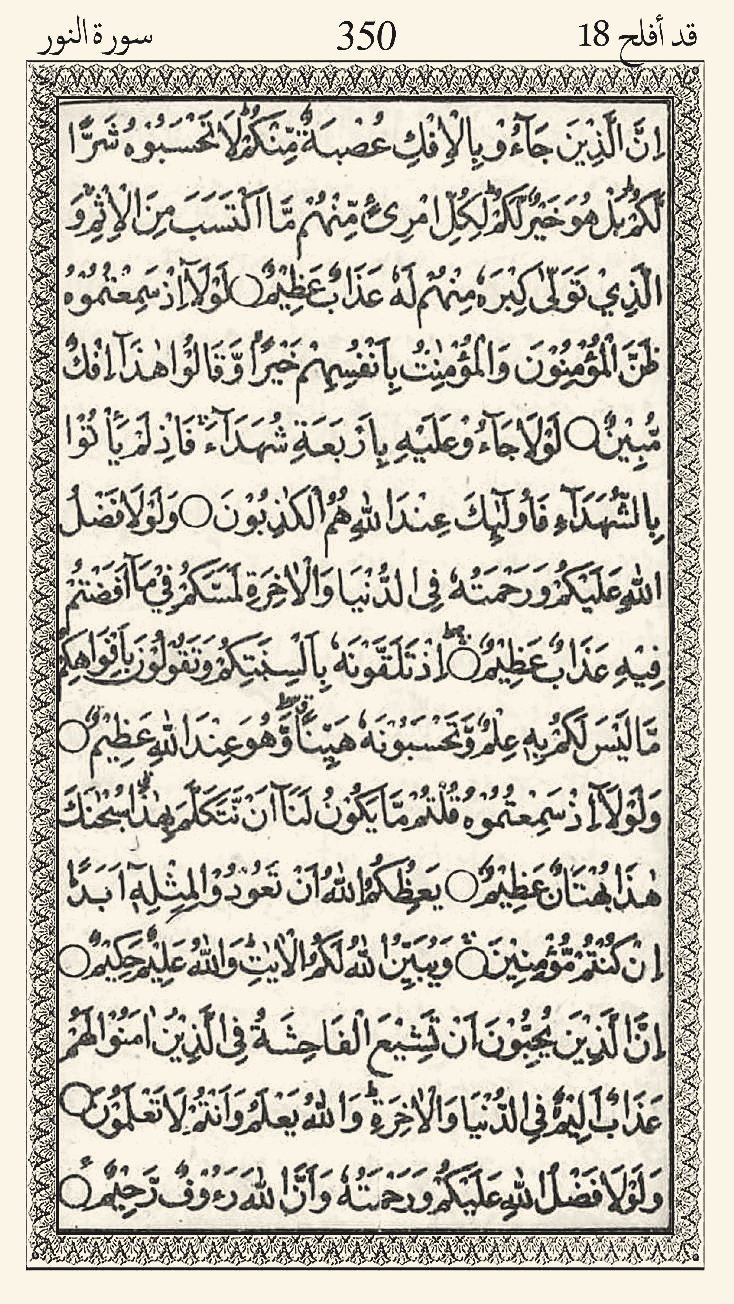 قد أفلح 18
350
سورة النور
اِنَّ الَّذِيْنَ جَآءُوْ بِالْاِفْكِ عُصْبَةٌ مِّنْكُمْ ؕ لَا تَحْسَبُوْهُ شَرًّا
لَّكُمْ ؕ بَلْ هُوَ خَيْرٌ لَّكُمْ ؕ لِكُلِّ امْرِیًٔ مِّنْهُمْ مَّا اكْتَسَبَ مِنَ الْاِثْمِ ۚ وَ
الَّذِيْ تَوَلّٰى كِبْرَهٗ مِنْهُمْ لَهٗ عَذَابٌ عَظِيْمٌ ○ لَوْلَاۤ اِذْ سَمِعْتُمُوْهُ
ظَنَّ الْمُؤْمِنُوْنَ وَالْمُؤْمِنٰتُ بِاَنْفُسِهِمْ خَيْرًا ۙ وَّقَالُوْا هٰذَاۤ اِفْكٌ
مُّبِيْنٌ ○ لَوْلَا جَآءُوْ عَلَيْهِ بِاَرْبَعَةِ شُهَدَآءَ ۚ فَاِذْ لَمْ يَاْتُوْا
بِالشُّهَدَآءِ فَاُولٰٓئِكَ عِنْدَ اللّٰهِ هُمُ الْكٰذِبُوْنَ ○ وَلَوْلَا فَضْلُ
اللّٰهِ عَلَيْكُمْ وَرَحْمَتُهٗ فِى الدُّنْيَا وَالْاٰخِرَةِ لَمَسَّكُمْ فِيْ مَاۤ اَفَضْتُمْ
فِيْهِ عَذَابٌ عَظِيْمٌ ○ اِذْ تَلَقَّوْنَهٗ بِاَلْسِنَتِكُمْ وَتَقُوْلُوْنَ بِاَفْوَاهِكُمْ
مَّا لَيْسَ لَكُمْ بِهٖ عِلْمٌ وَّتَحْسَبُوْنَهٗ هَيِّنًا ۖ وَّهُوَ عِنْدَ اللّٰهِ عَظِيْمٌ ○
وَلَوْلَاۤ اِذْ سَمِعْتُمُوْهُ قُلْتُمْ مَّا يَكُوْنُ لَنَاۤ اَنْ نَّتَكَلَّمَ بِهٰذَا ۖ سُبْحٰنَكَ
هٰذَا بُهْتَانٌ عَظِيْمٌ ○ يَعِظُكُمُ اللّٰهُ اَنْ تَعُوْدُوْا لِمِثْلِهٖۤ اَبَدًا
اِنْ كُنْتُمْ مُّؤْمِنِيْنَ ○ وَيُبَيِّنُ اللّٰهُ لَكُمُ الْاٰيٰتِ ؕ وَاللّٰهُ عَلِيْمٌ حَكِيْمٌ ○
اِنَّ الَّذِيْنَ يُحِبُّوْنَ اَنْ تَشِيْعَ الْفَاحِشَةُ فِى الَّذِيْنَ اٰمَنُوْا لَهُمْ
عَذَابٌ اَلِيْمٌ ۙ فِى الدُّنْيَا وَالْاٰخِرَةِ ؕ وَاللّٰهُ يَعْلَمُ وَاَنْتُمْ لَا تَعْلَمُوْنَ ○
وَلَوْلَا فَضْلُ اللّٰهِ عَلَيْكُمْ وَرَحْمَتُهٗ وَاَنَّ اللّٰهَ رَءُوْفٌ رَّحِيْمٌ ○